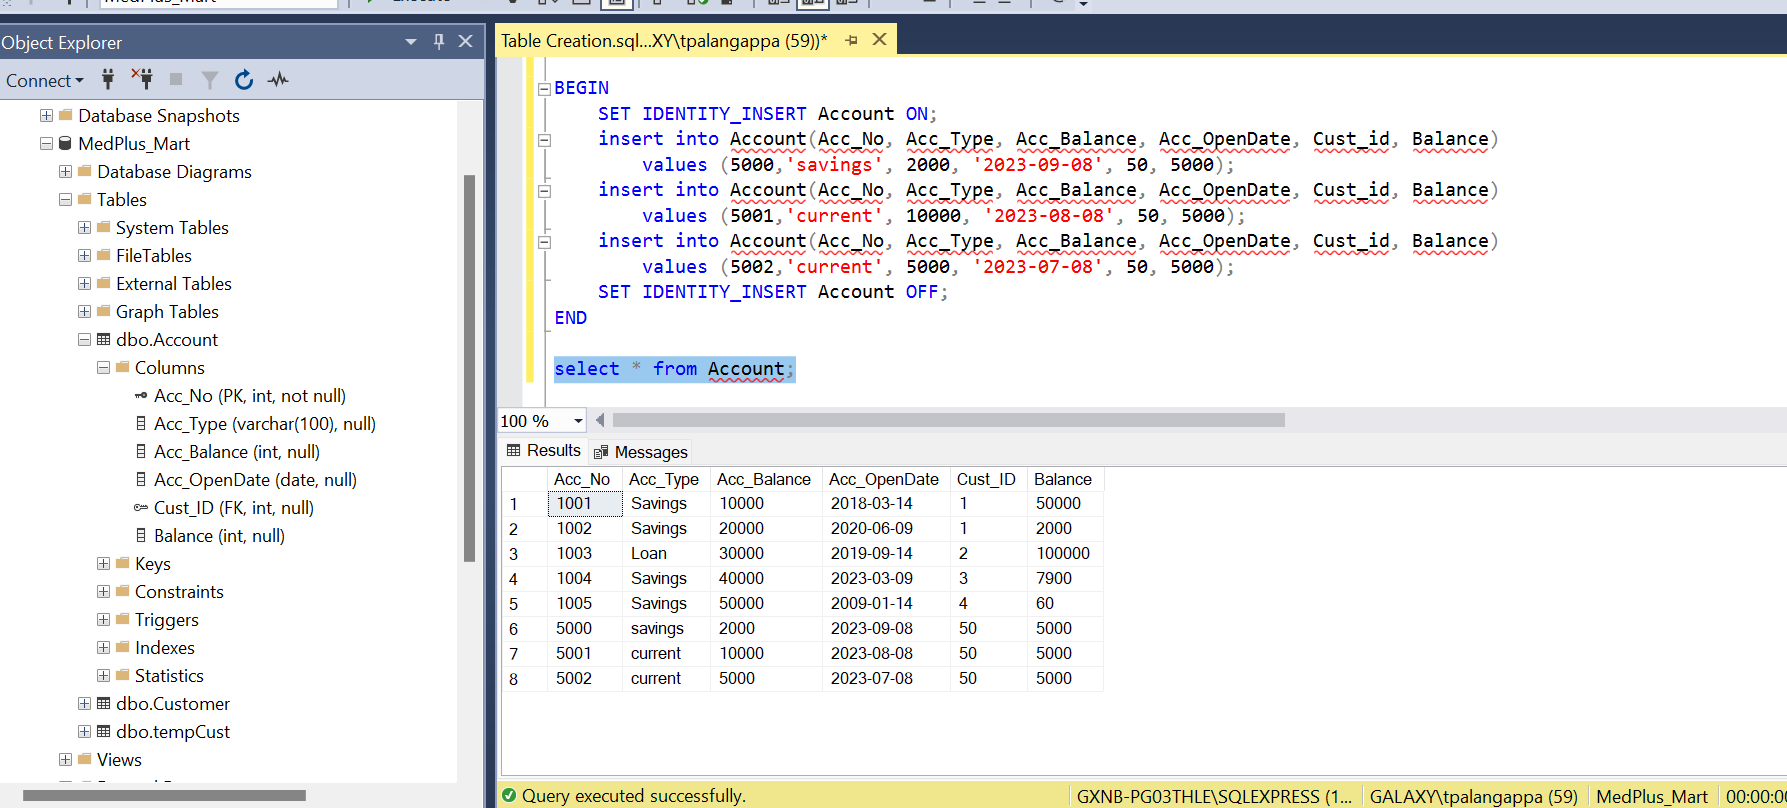 MedPlus_Mart
Execute
Object Explorer
Connect
Database Snapshots
MedPlus_Mart
Database Diagrams
Tables
System Tables
FileTables
External Tables
Graph Tables
dbo.Account
Columns
Acc_No (PK, int, not null)
Acc_Type (varchar(100), null)
Acc_Balance (int, null)
Acc_OpenDate (date, null)
Cust_ID (FK, int, null)
Balance (int, null)
Keys
Constraints
Triggers
Indexes
Statistics
dbo.Customer
dbo.tempCust
Views
Table Creation.sql...XY\tpalangappa (59))*
BEGIN
SET IDENTITY_INSERT Account ON;
insert into Account(Acc_No, Acc_Type, Acc_Balance, Acc_OpenDate, Cust_id, Balance)
values (5000,'savings', 2000, '2023-09-08', 50, 5000);
insert into Account(Acc_No, Acc_Type, Acc_Balance, Acc_OpenDate, Cust_id, Balance)
values (5001,'current', 10000, '2023-08-08', 50, 5000);
insert into Account(Acc_No, Acc_Type, Acc_Balance, Acc_OpenDate, Cust_id, Balance)
values (5002,'current', 5000, '2023-07-08', 50, 5000);
SET IDENTITY_INSERT Account OFF;
END
select * from Account;
100 %
Results Messages
Acc_No Acc_Type Acc_Balance Acc_OpenDate Cust_ID Balance
1 1001 Savings 10000 2018-03-14 1 50000
2 1002 Savings 20000 2020-06-09 1 2000
3 1003 Loan 30000 2019-09-14 2 100000
4 1004 Savings 40000 2023-03-09 3 7900
5 1005 Savings 50000 2009-01-14 4 60
6 5000 savings 2000 2023-09-08 50 5000
7 5001 current 10000 2023-08-08 50 5000
8 5002 current 5000 2023-07-08 50 5000
Query executed successfully. GXNB-PG03THLE\SQLEXPRESS (1... GALAXY\tpalangappa (59) MedPlus_Mart 00:00:0